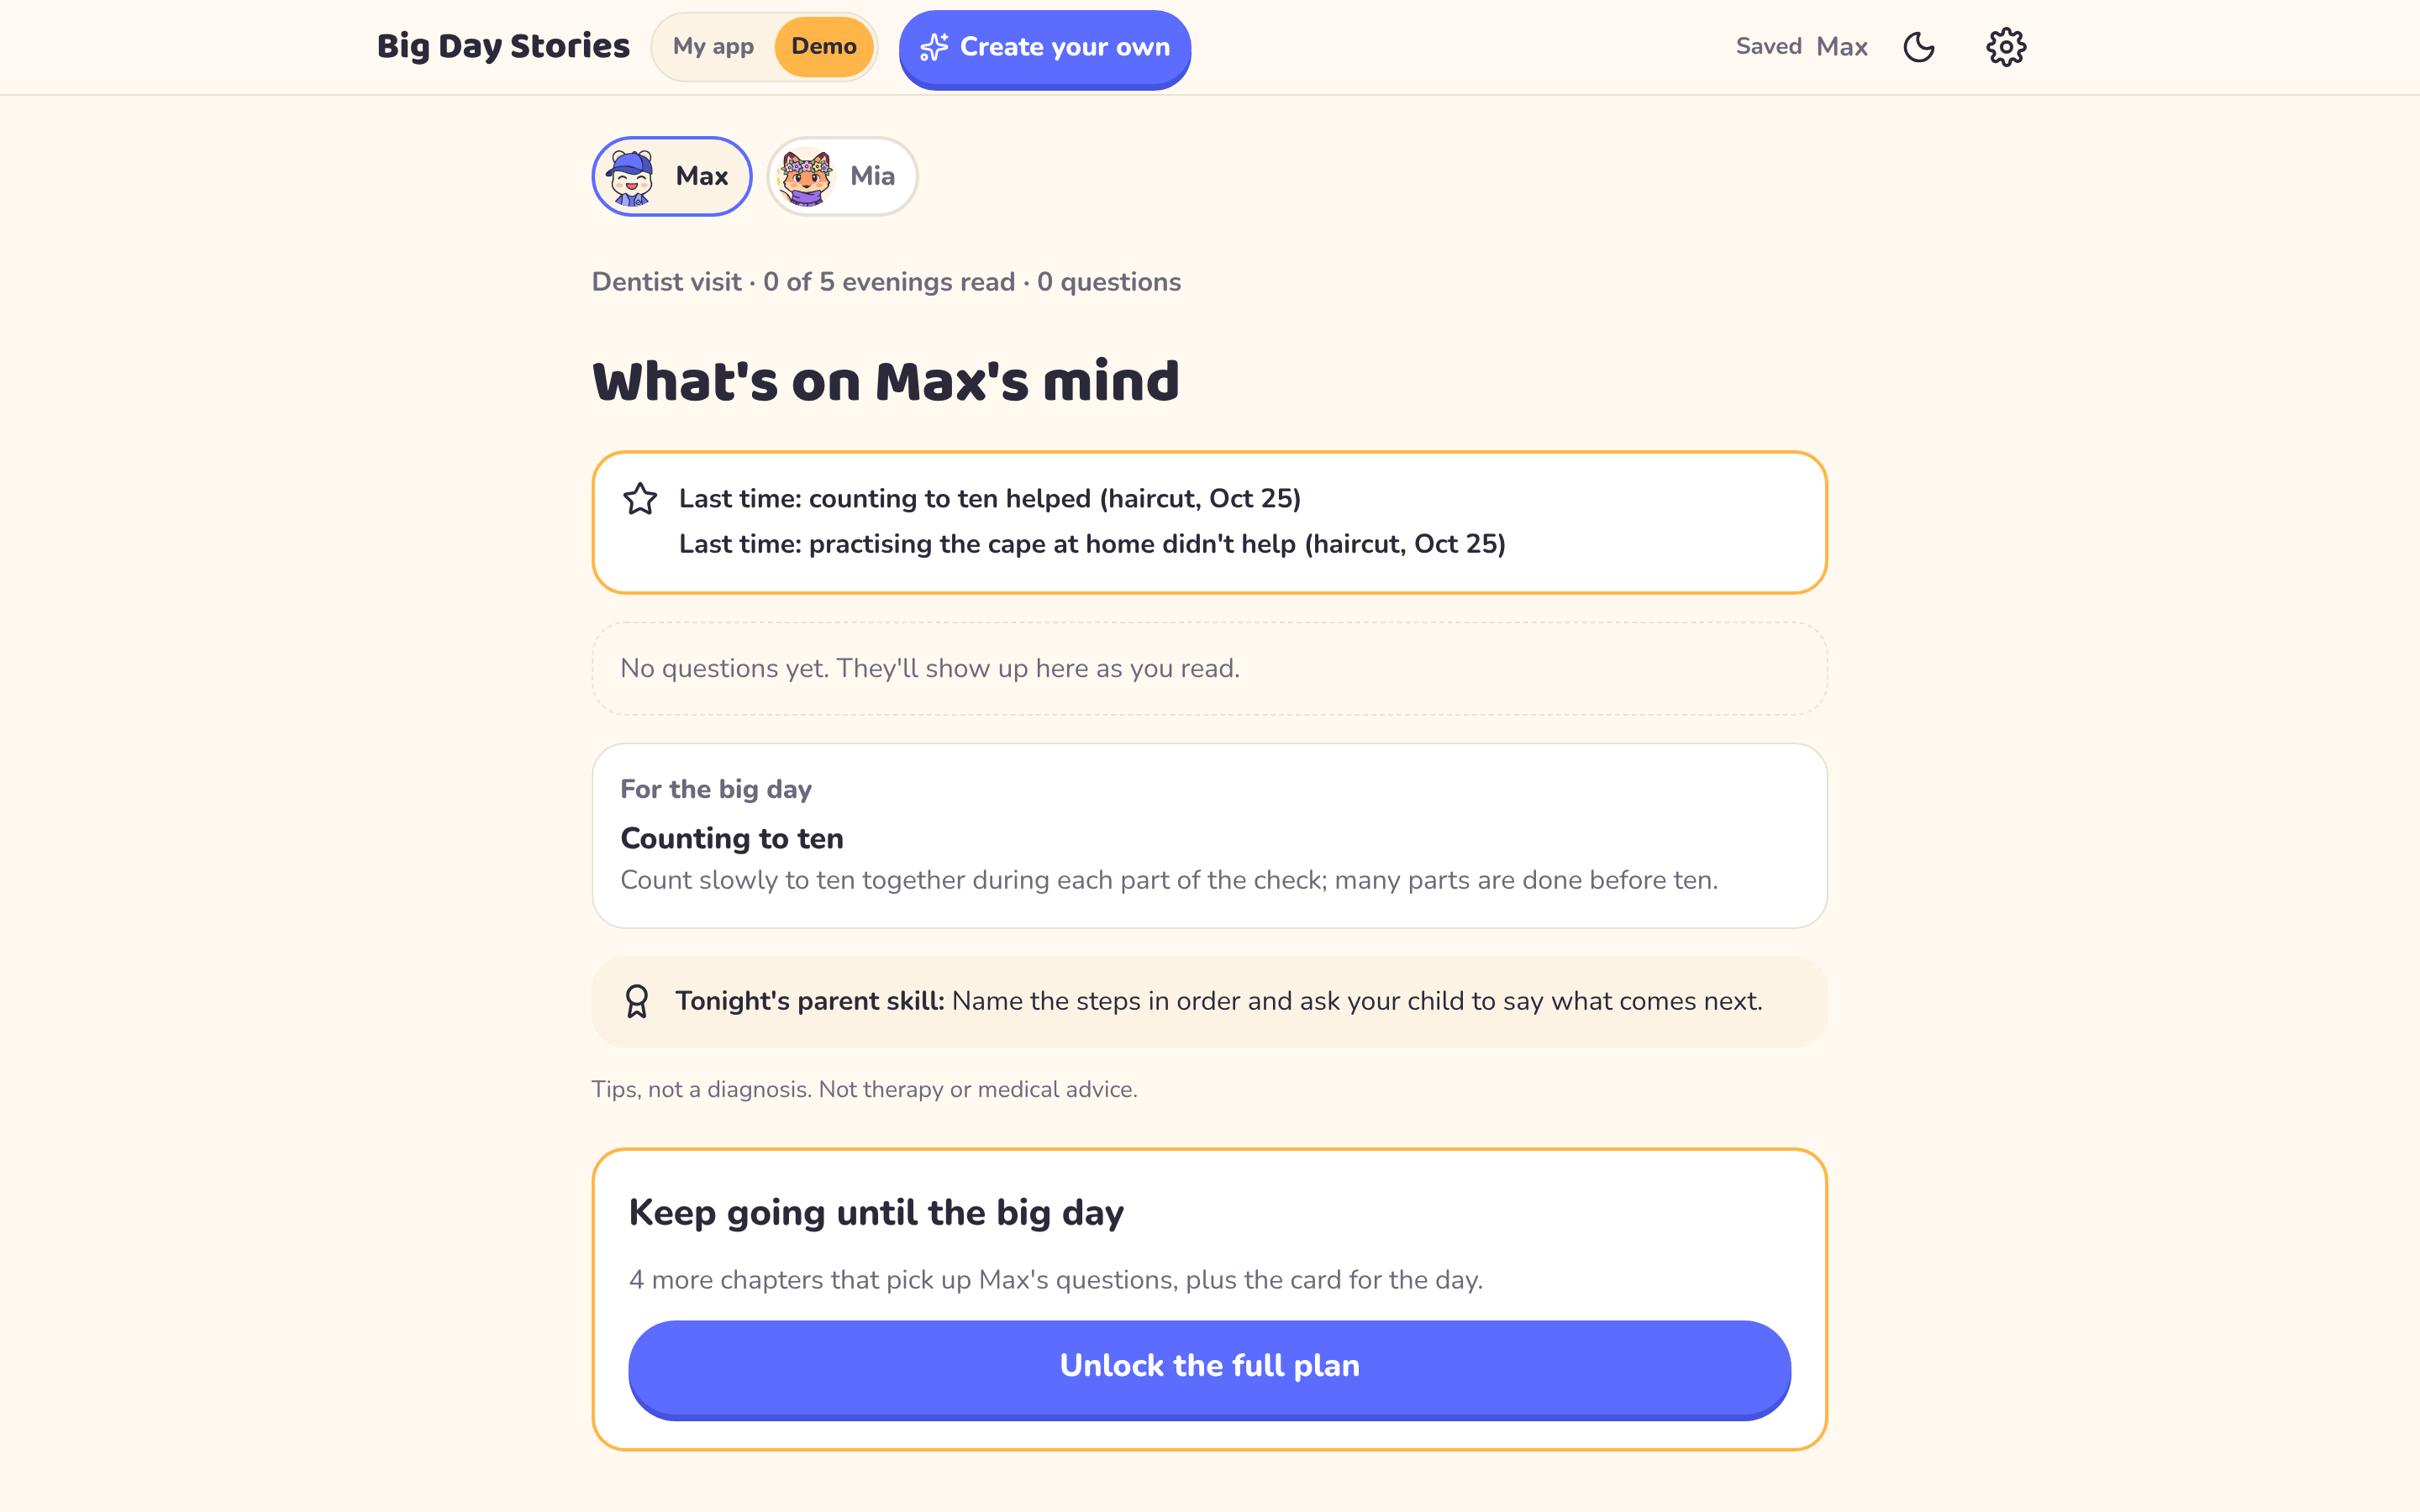 Big Day Stories
My app
Demo
Create your own
Saved
Max
Max
Mia
Dentist visit · 0 of 5 evenings read · 0 questions
What's on Max's mind
Last time: counting to ten helped (haircut, Oct 25)
Last time: practising the cape at home didn't help (haircut, Oct 25)
No questions yet. They'll show up here as you read.
For the big day
Counting to ten
Count slowly to ten together during each part of the check; many parts are done before ten.
Tonight's parent skill: Name the steps in order and ask your child to say what comes next.
Tips, not a diagnosis. Not therapy or medical advice.
Keep going until the big day
4 more chapters that pick up Max's questions, plus the card for the day.
Unlock the full plan